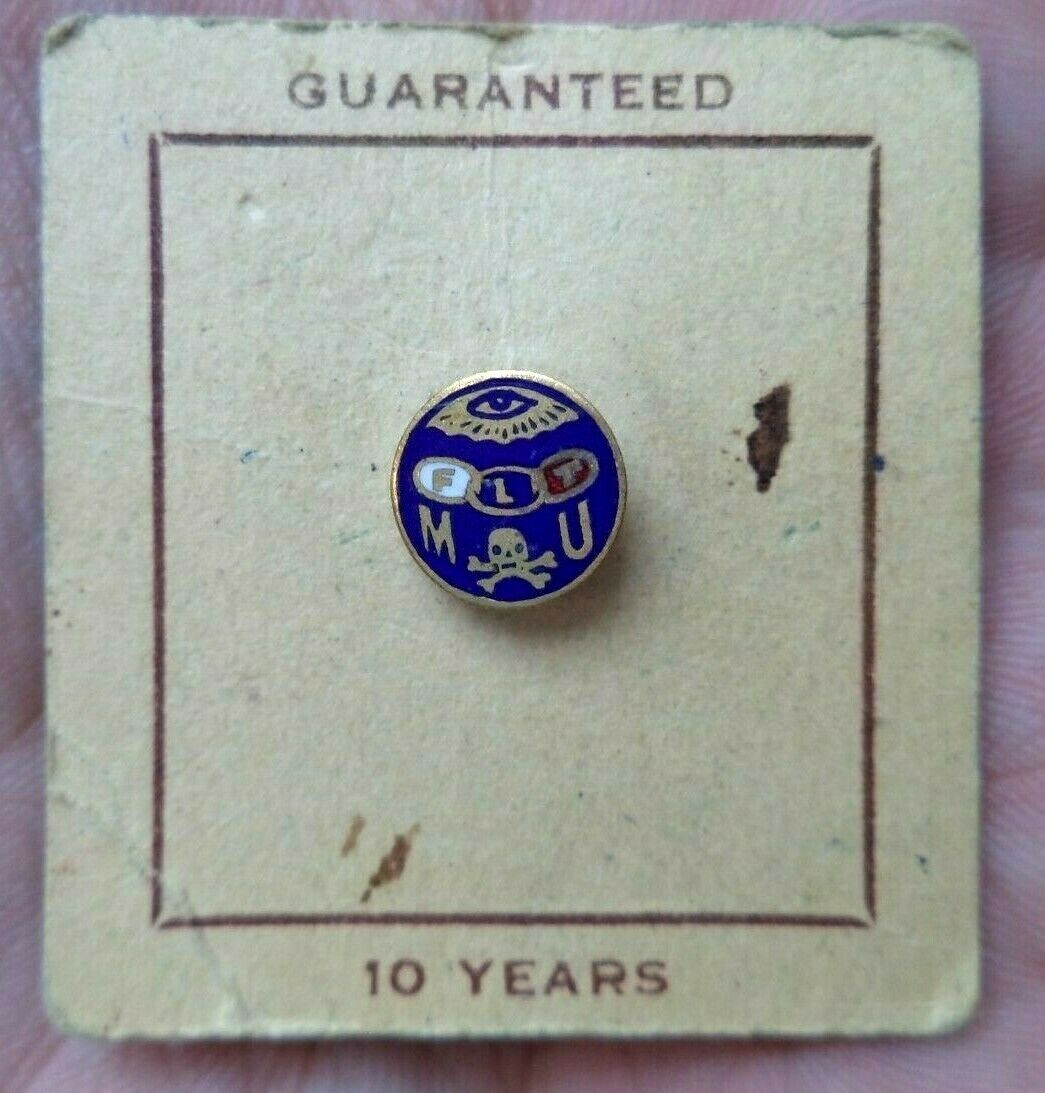 GUARANTEED
F L T
M U
10 YEARS